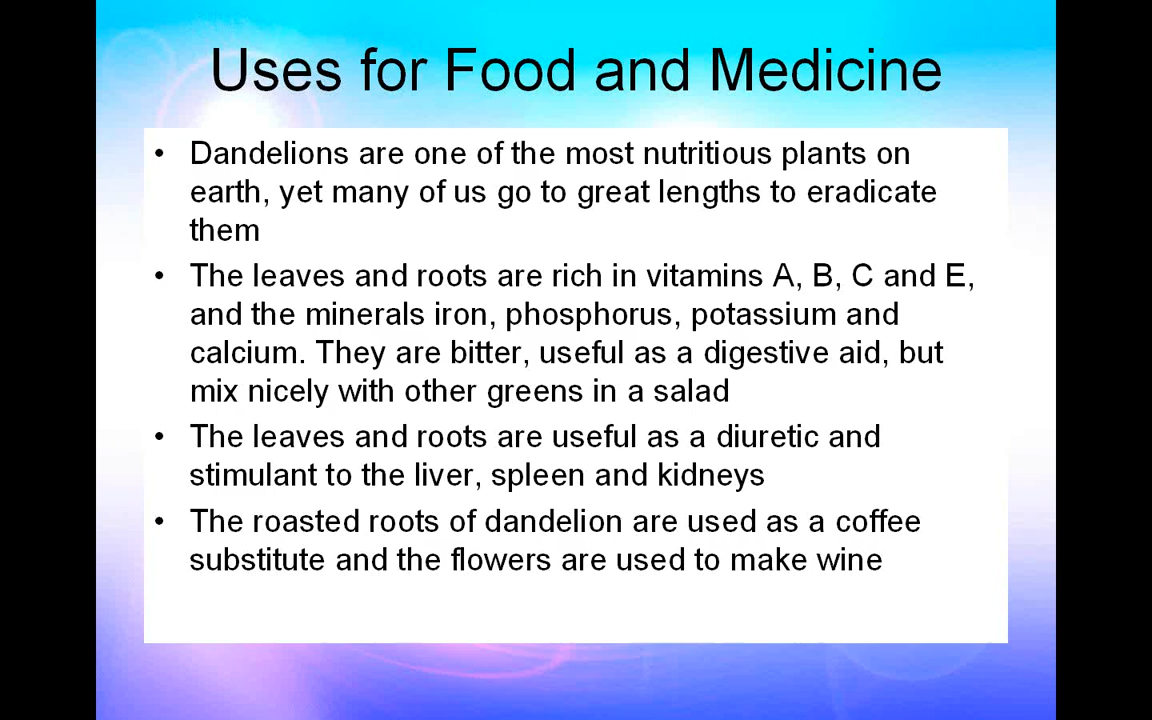 Uses for Food and Medicine
• Dandelions are one of the most nutritious plants on
earth, yet many of us go to great lengths to eradicate
them
• The leaves and roots are rich in vitamins A, B, C and E,
and the minerals iron, phosphorus, potassium and
calcium. They are bitter, useful as a digestive aid, but
mix nicely with other greens in a salad
• The leaves and roots are useful as a diuretic and
stimulant to the liver, spleen and kidneys
• The roasted roots of dandelion are used as a coffee
substitute and the flowers are used to make wine